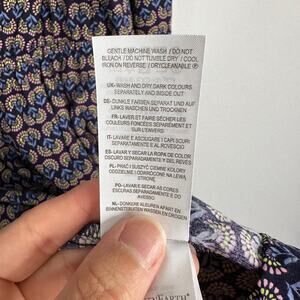 GENTLE MACHINE WASH / DO NOT
BLEACH / DO NOT TUMBLE DRY / COOL
IRON ON REVERSE / DRYCLEANABLE Ⓟ
UK-WASH AND DRY DARK COLOURS
SEPARATELY AND INSIDE OUT
DE-DUNKLE FARBEN SEPARAT UND AUF
LINKS WASCHEN UND TROCKNEN
FR-LAVER ET FAIRE SÉCHER LES
COULEURS FONCÉES SEPARÉMENT ET
SUR L'ENVERS
IT-LAVARE E ASCIUGARE I CAPI SCURI
SEPARATAMENTE E AL ROVESCIO
ES-LAVAR Y SECAR LA ROPA DE COLOR
OSCURO SEPARADAMENTE Y DEL
REVÉS
PL-PRAĆ I SUSZYĆ CIEMNE KOLORY
ODDZIELNIE I ODWRÓCONE NA LEWĄ
STRONĘ
PO-LAVAR E SECAR AS CORES
ESCURAS SEPARADAMENTE E DO
AVESSO
NL-DONKERE KLEUREN APART EN
BINNENSTEBUITEN WASSEN EN DROGEN